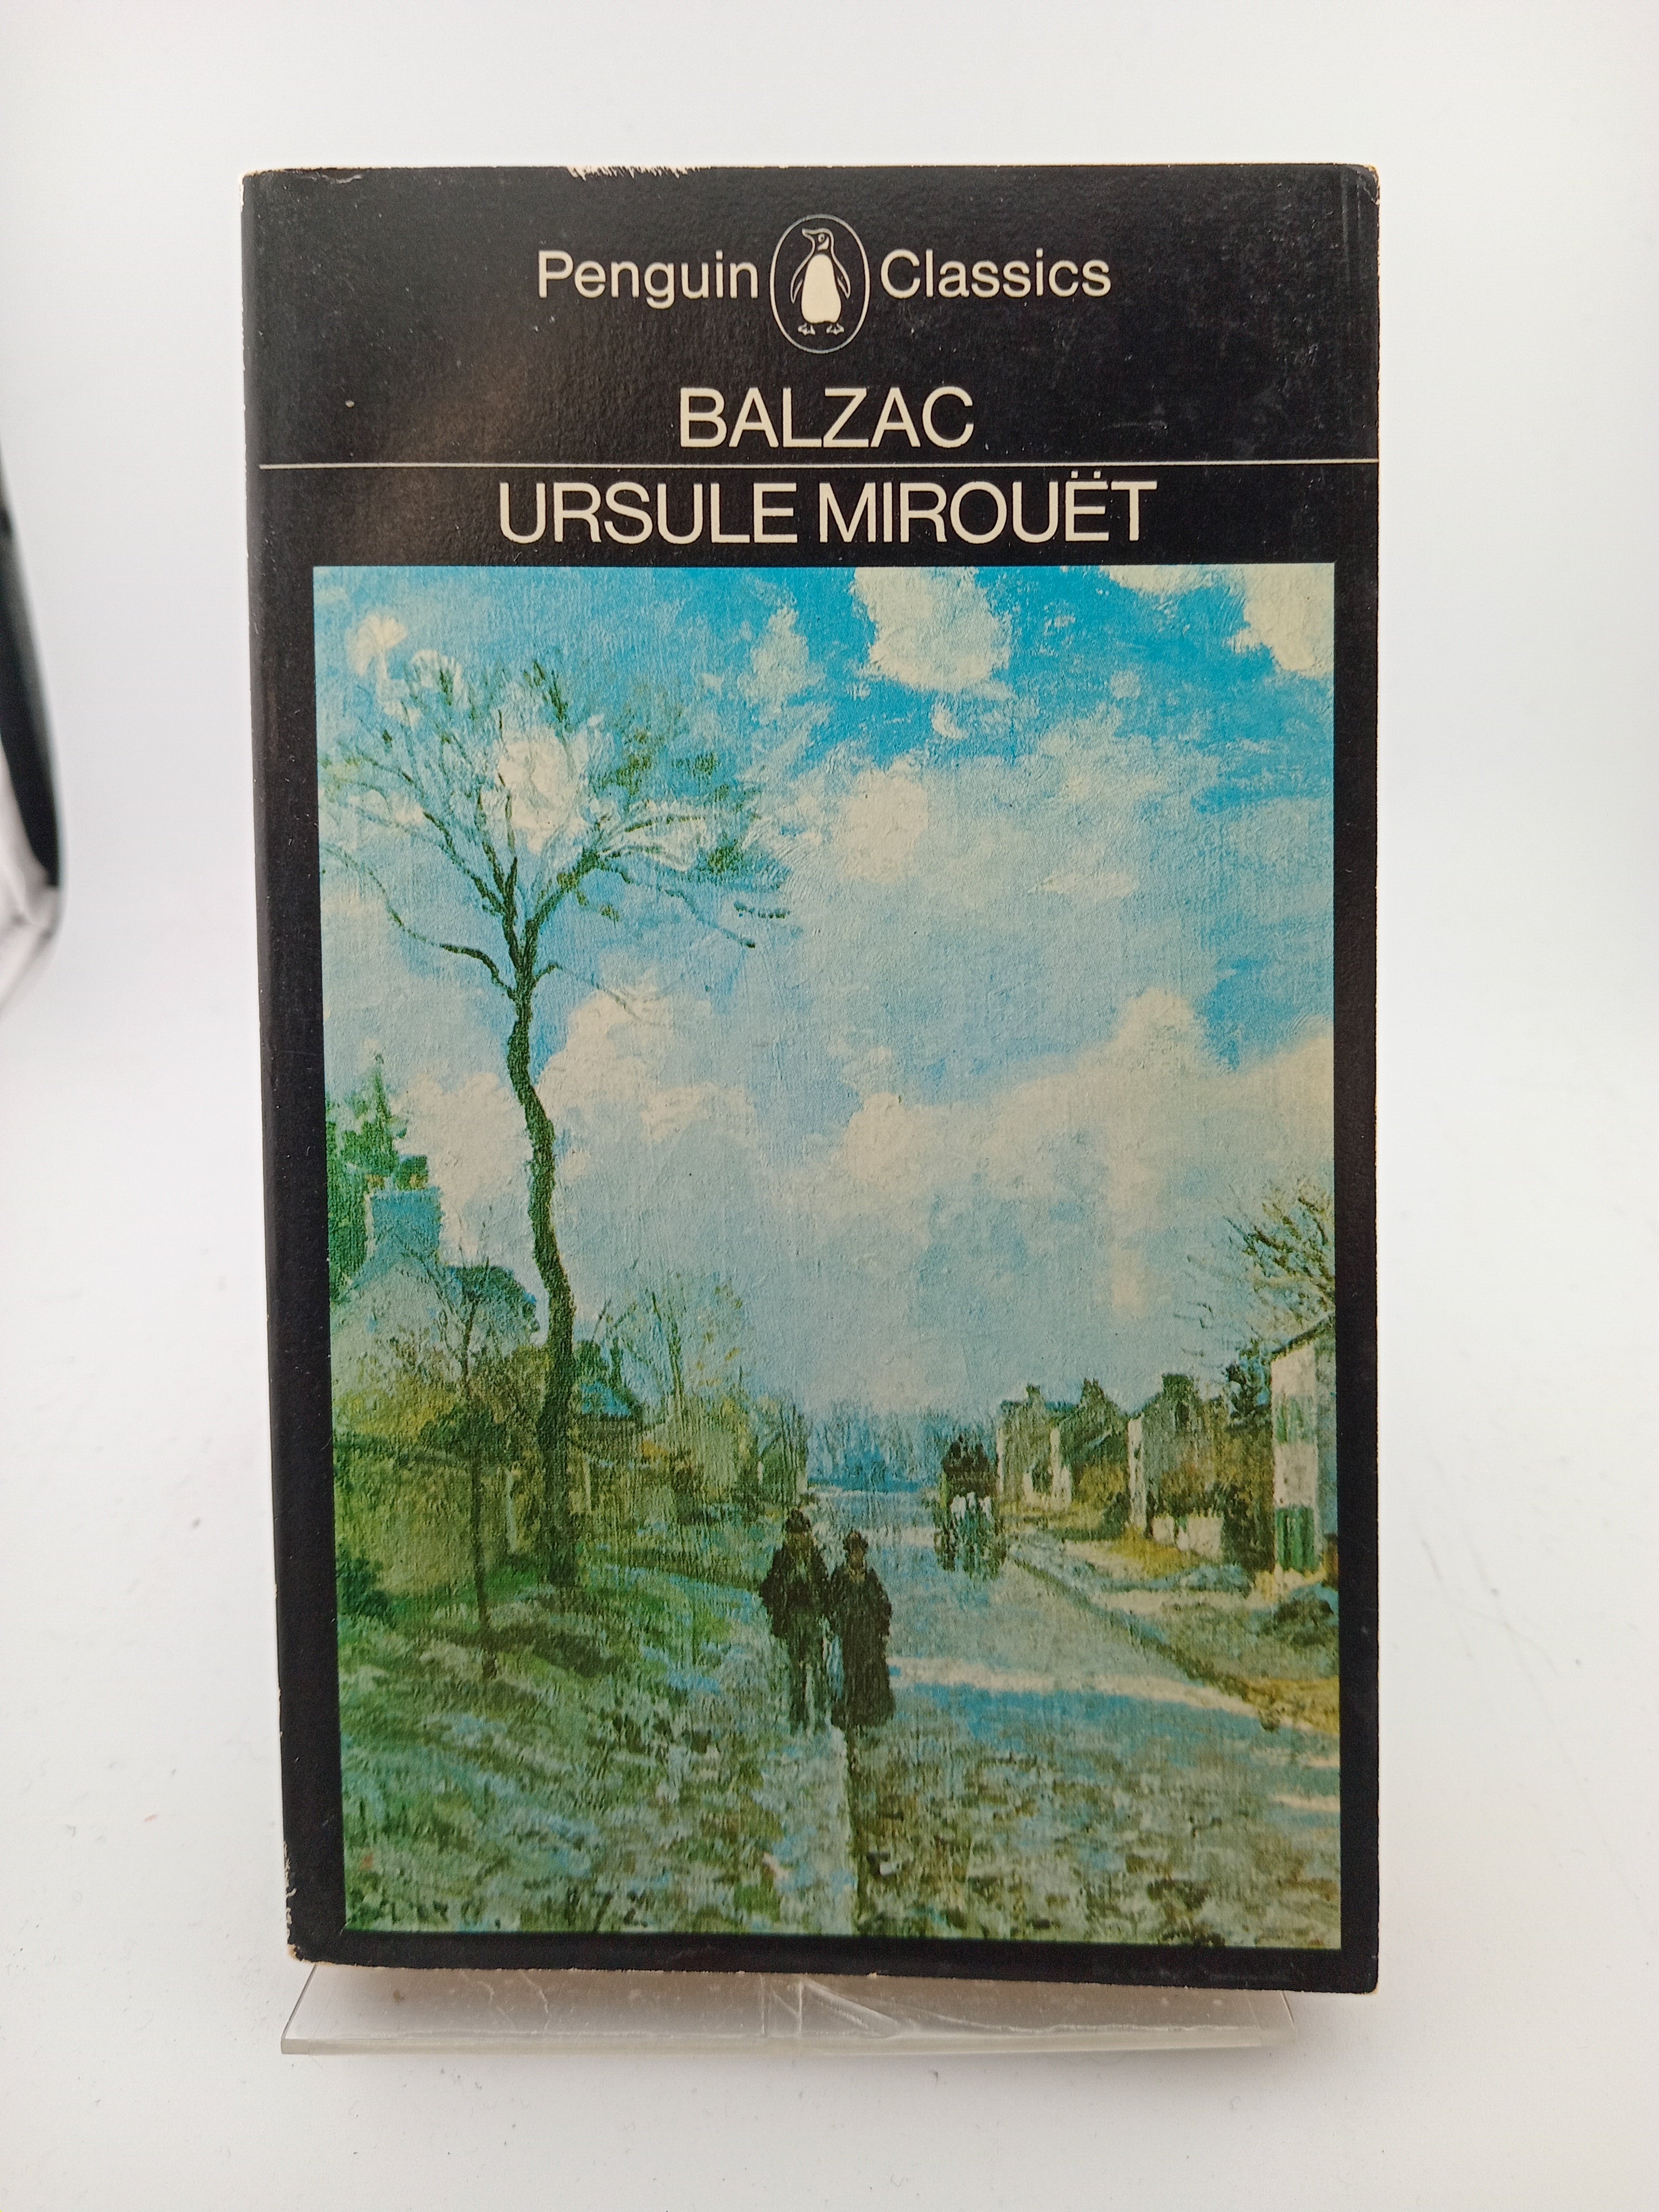 Penguin Classics
BALZAC
URSULE MIROUËT